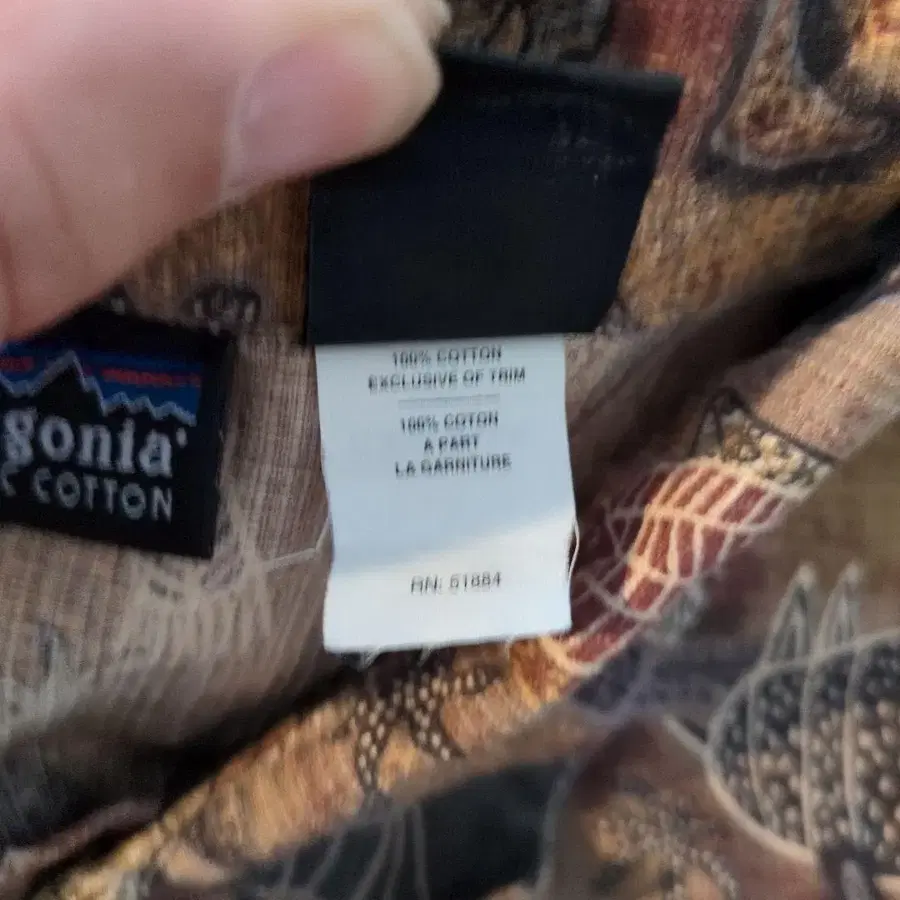 gonia®
C COTTON
100% COTTON
EXCLUSIVE OF TRIM
100% COTON
A PART
LA GARNITURE
RN: 51884